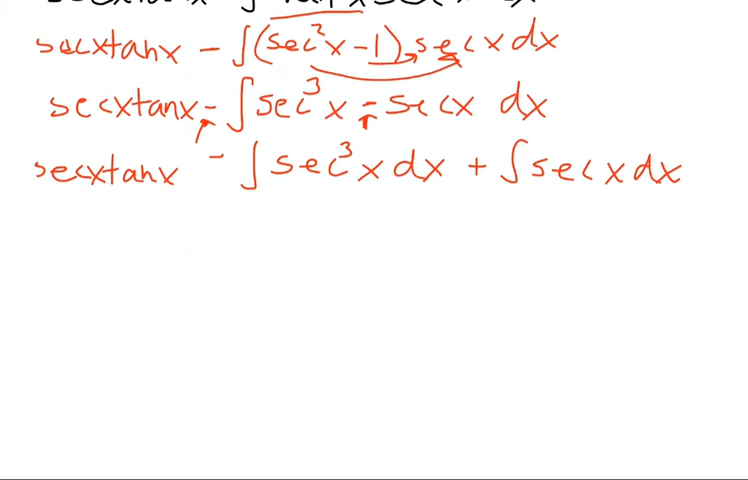 secxtanx - ∫(sec²x - 1) secx dx
secxtanx - ∫sec³x - secx dx
secxtanx - ∫sec³x dx + ∫secx dx